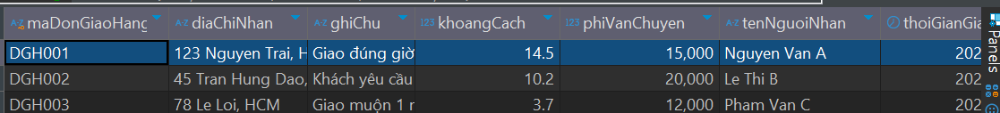 maDonGiaoHang diaChiNhan ghiChu 123 khoangCach 123 phiVanChuyen tenNguoiNhan thoiGianGia
DGH001 123 Nguyen Trai, H Giao đúng giờ 14.5 15,000 Nguyen Van A 202
DGH002 45 Tran Hung Dao, Khách yêu cầu 10.2 20,000 Le Thi B 202
DGH003 78 Le Loi, HCM Giao muộn 1 3.7 12,000 Pham Van C 202
Panels